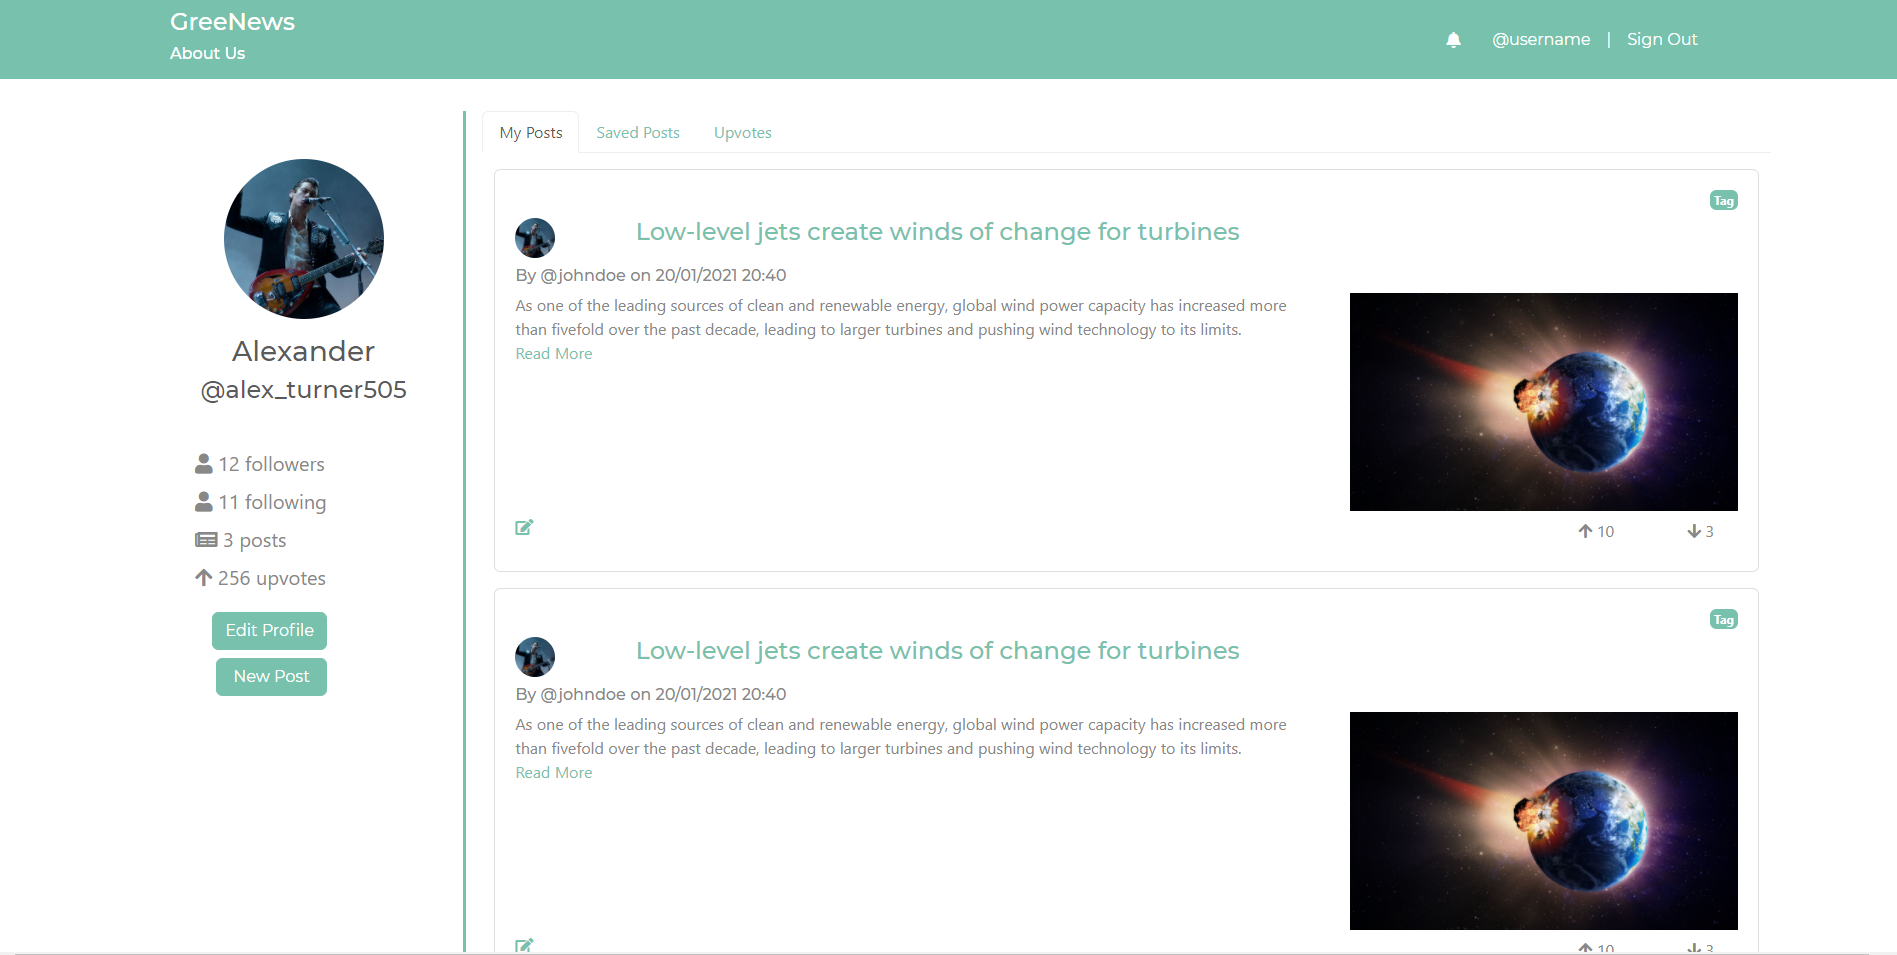 GreeNews
About Us
@username | Sign Out
My Posts Saved Posts Upvotes
Alexander
@alex_turner505
12 followers
11 following
3 posts
256 upvotes
Edit Profile
New Post
Tag
Low-level jets create winds of change for turbines
By @johndoe on 20/01/2021 20:40
As one of the leading sources of clean and renewable energy, global wind power capacity has increased more
than fivefold over the past decade, leading to larger turbines and pushing wind technology to its limits.
Read More
10 3
Tag
Low-level jets create winds of change for turbines
By @johndoe on 20/01/2021 20:40
As one of the leading sources of clean and renewable energy, global wind power capacity has increased more
than fivefold over the past decade, leading to larger turbines and pushing wind technology to its limits.
Read More
10 3